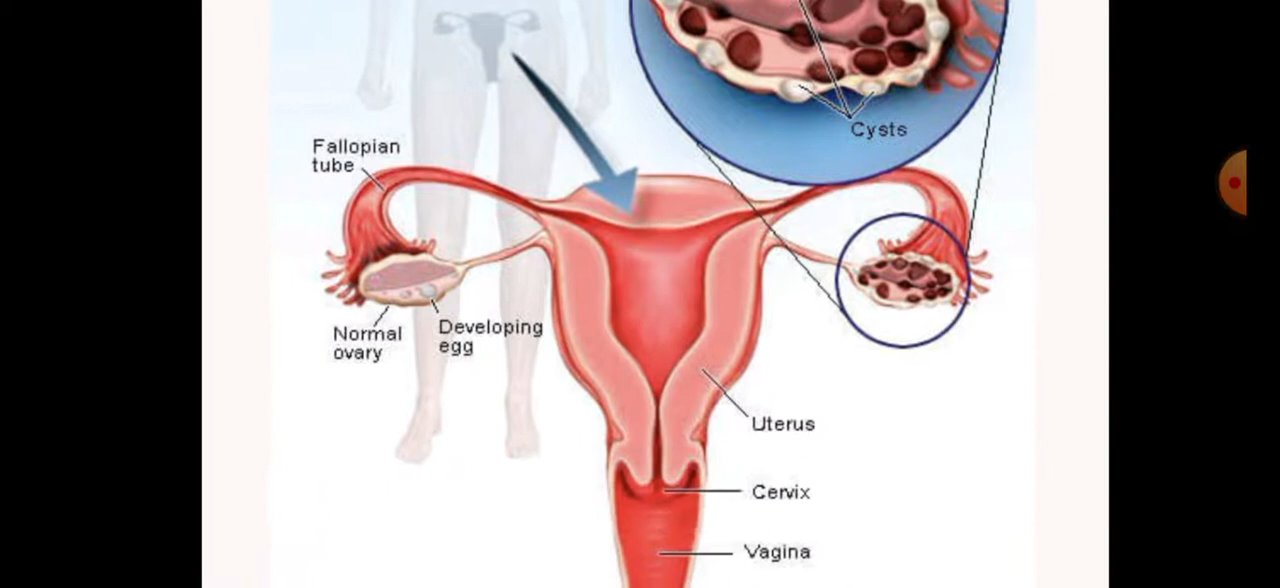 Cysts
Fallopian
tube
Normal
ovary
Developing
egg
Uterus
Cervix
Vagina